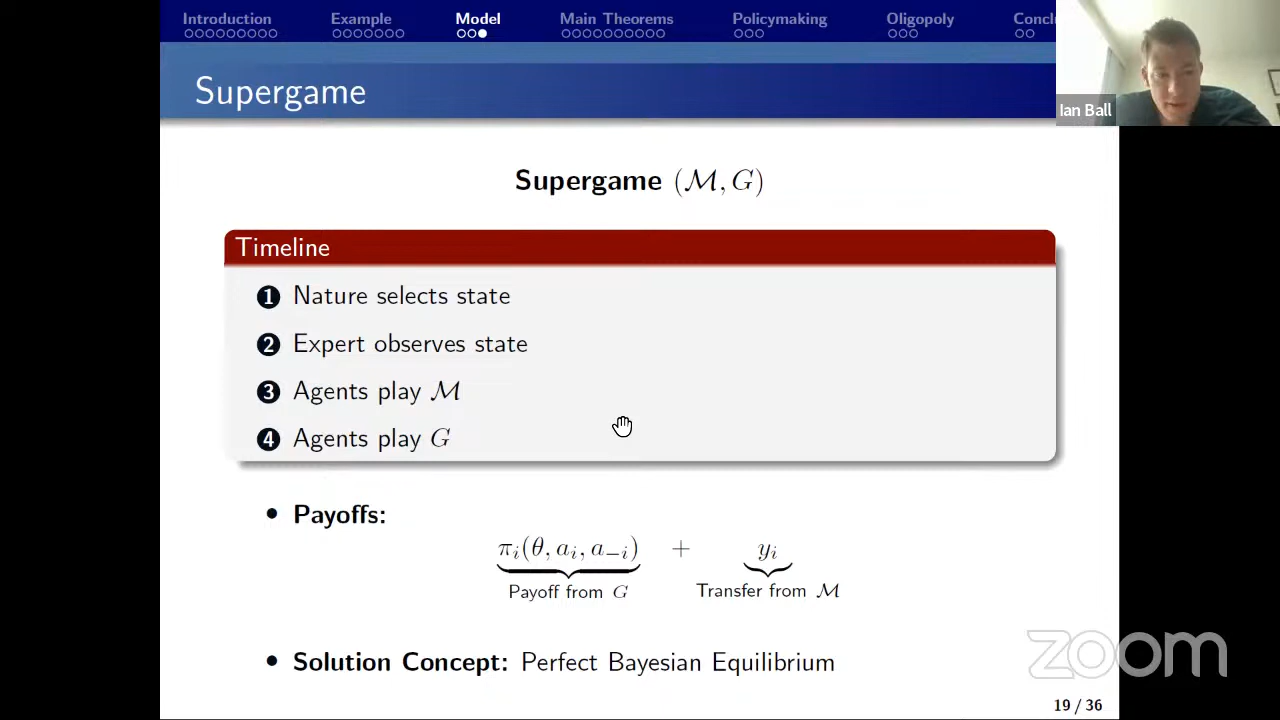 Introduction Example Model Main Theorems Policymaking Oligopoly Concl
Supergame
Ian Ball
Supergame (ℳ, G)
Timeline
1 Nature selects state
2 Expert observes state
3 Agents play ℳ
4 Agents play G
• Payoffs:
πᵢ(θ, aᵢ, a₋ᵢ) + yᵢ
Payoff from G Transfer from ℳ
• Solution Concept: Perfect Bayesian Equilibrium
zoom
19 / 36